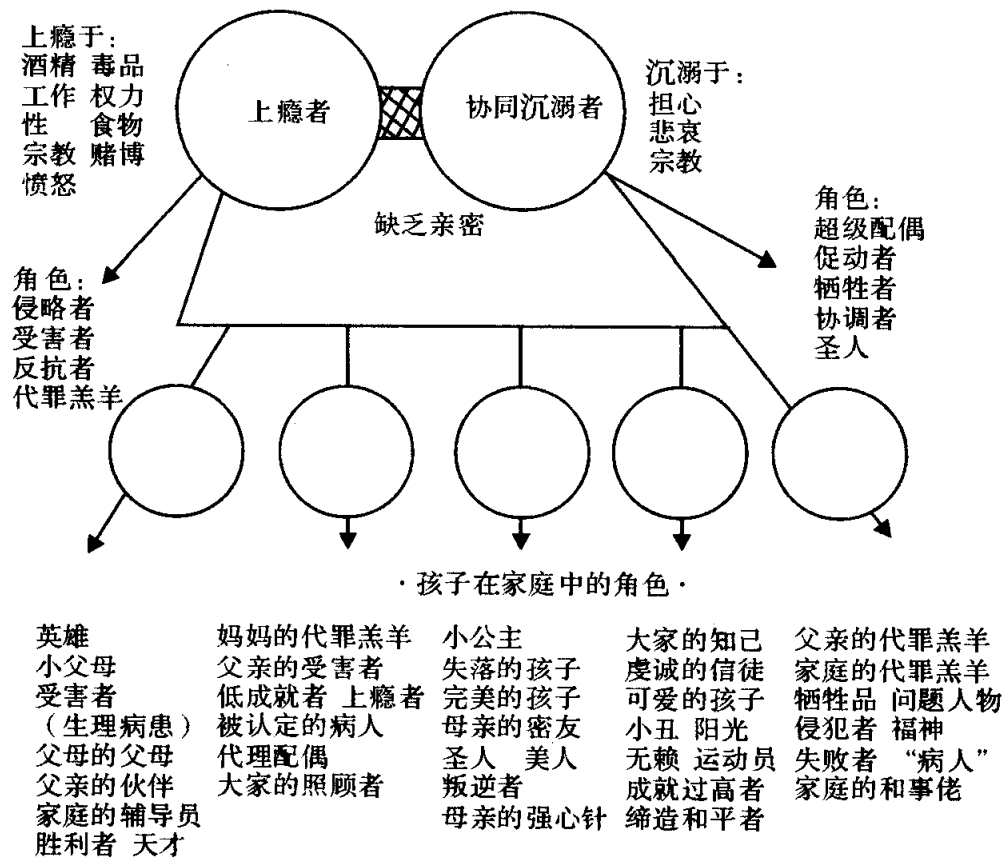 上瘾于：
酒精 毒品
工作 权力
性 食物
宗教 赌博
愤怒
上瘾者
协同沉溺者
沉溺于：
担心
悲哀
宗教
缺乏亲密
角色：
侵略者
受害者
反抗者
代罪羔羊
角色：
超级配偶
促动者
牺牲者
协调者
圣人
·孩子在家庭中的角色·
英雄
小父母
受害者
（生理病患）
父母的父母
父亲的伙伴
家庭的辅导员
胜利者 天才
妈妈的代罪羔羊
父亲的受害者
低成就者 上瘾者
被认定的病人
代理配偶
大家的照顾者
小公主
失落的孩子
完美的孩子
母亲的密友
圣人 美人
叛逆者
母亲的强心针
大家的知己
虔诚的信徒
可爱的孩子
小丑 阳光
无赖 运动员
成就过高者
缔造和平者
父亲的代罪羔羊
家庭的代罪羔羊
牺牲品 问题人物
侵犯者 福神
失败者 “病人”
家庭的和事佬